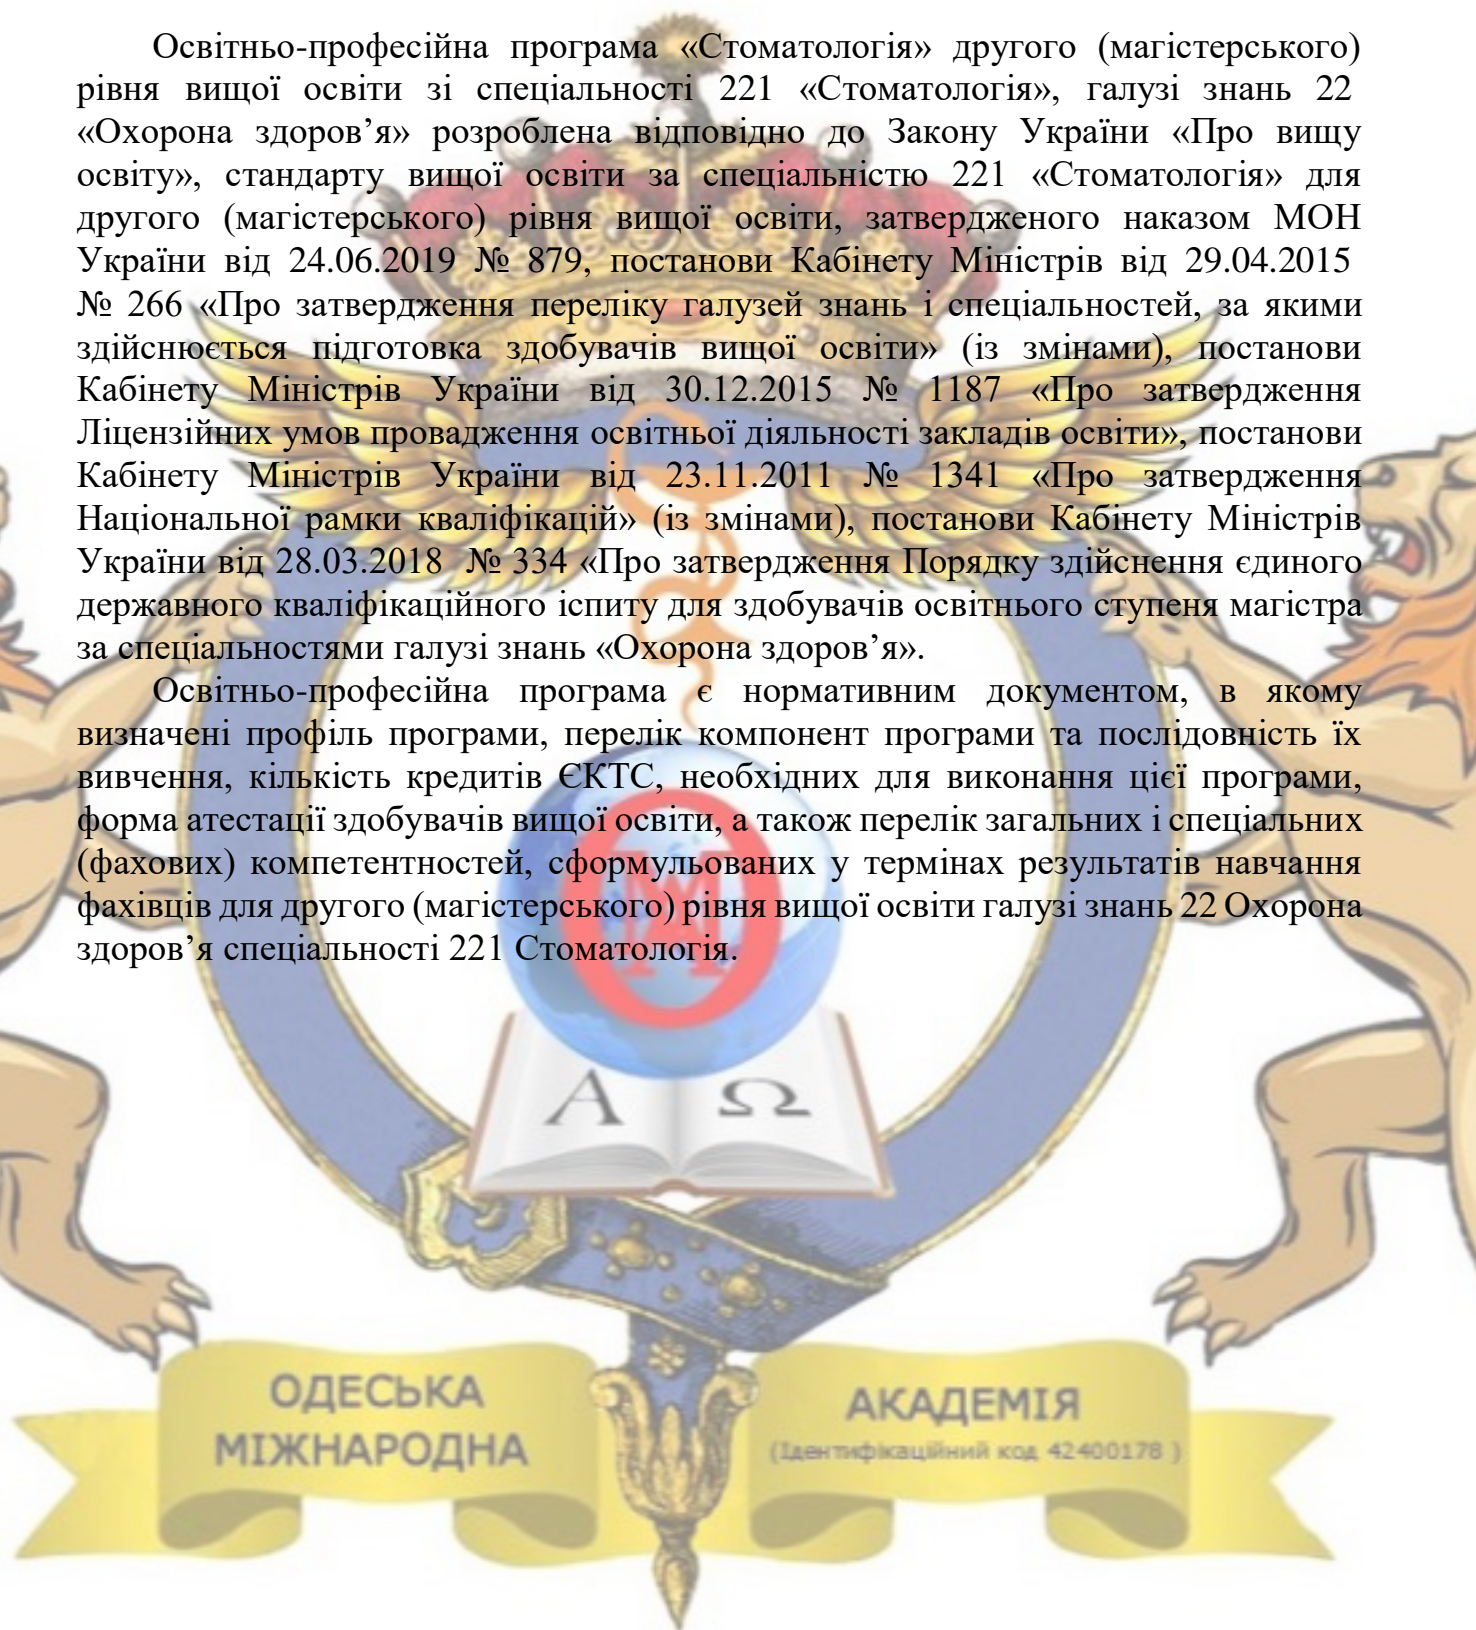 Освітньо-професійна програма «Стоматологія» другого (магістерського)
рівня вищої освіти зі спеціальності 221 «Стоматологія», галузі знань 22
«Охорона здоров’я» розроблена відповідно до Закону України «Про вищу
освіту», стандарту вищої освіти за спеціальністю 221 «Стоматологія» для
другого (магістерського) рівня вищої освіти, затвердженого наказом МОН
України від 24.06.2019 № 879, постанови Кабінету Міністрів від 29.04.2015
№ 266 «Про затвердження переліку галузей знань і спеціальностей, за якими
здійснюється підготовка здобувачів вищої освіти» (із змінами), постанови
Кабінету Міністрів України від 30.12.2015 № 1187 «Про затвердження
Ліцензійних умов провадження освітньої діяльності закладів освіти», постанови
Кабінету Міністрів України від 23.11.2011 № 1341 «Про затвердження
Національної рамки кваліфікацій» (із змінами), постанови Кабінету Міністрів
України від 28.03.2018 № 334 «Про затвердження Порядку здійснення єдиного
державного кваліфікаційного іспиту для здобувачів освітнього ступеня магістра
за спеціальностями галузі знань «Охорона здоров’я».
Освітньо-професійна програма є нормативним документом, в якому
визначені профіль програми, перелік компонент програми та послідовність їх
вивчення, кількість кредитів ЄКТС, необхідних для виконання цієї програми,
форма атестації здобувачів вищої освіти, а також перелік загальних і спеціальних
(фахових) компетентностей, сформульованих у термінах результатів навчання
фахівців для другого (магістерського) рівня вищої освіти галузі знань 22 Охорона
здоров’я спеціальності 221 Стоматологія.
Α Ω
ОДЕСЬКА
МІЖНАРОДНА
АКАДЕМІЯ
(Ідентифікаційний код 42400178 )